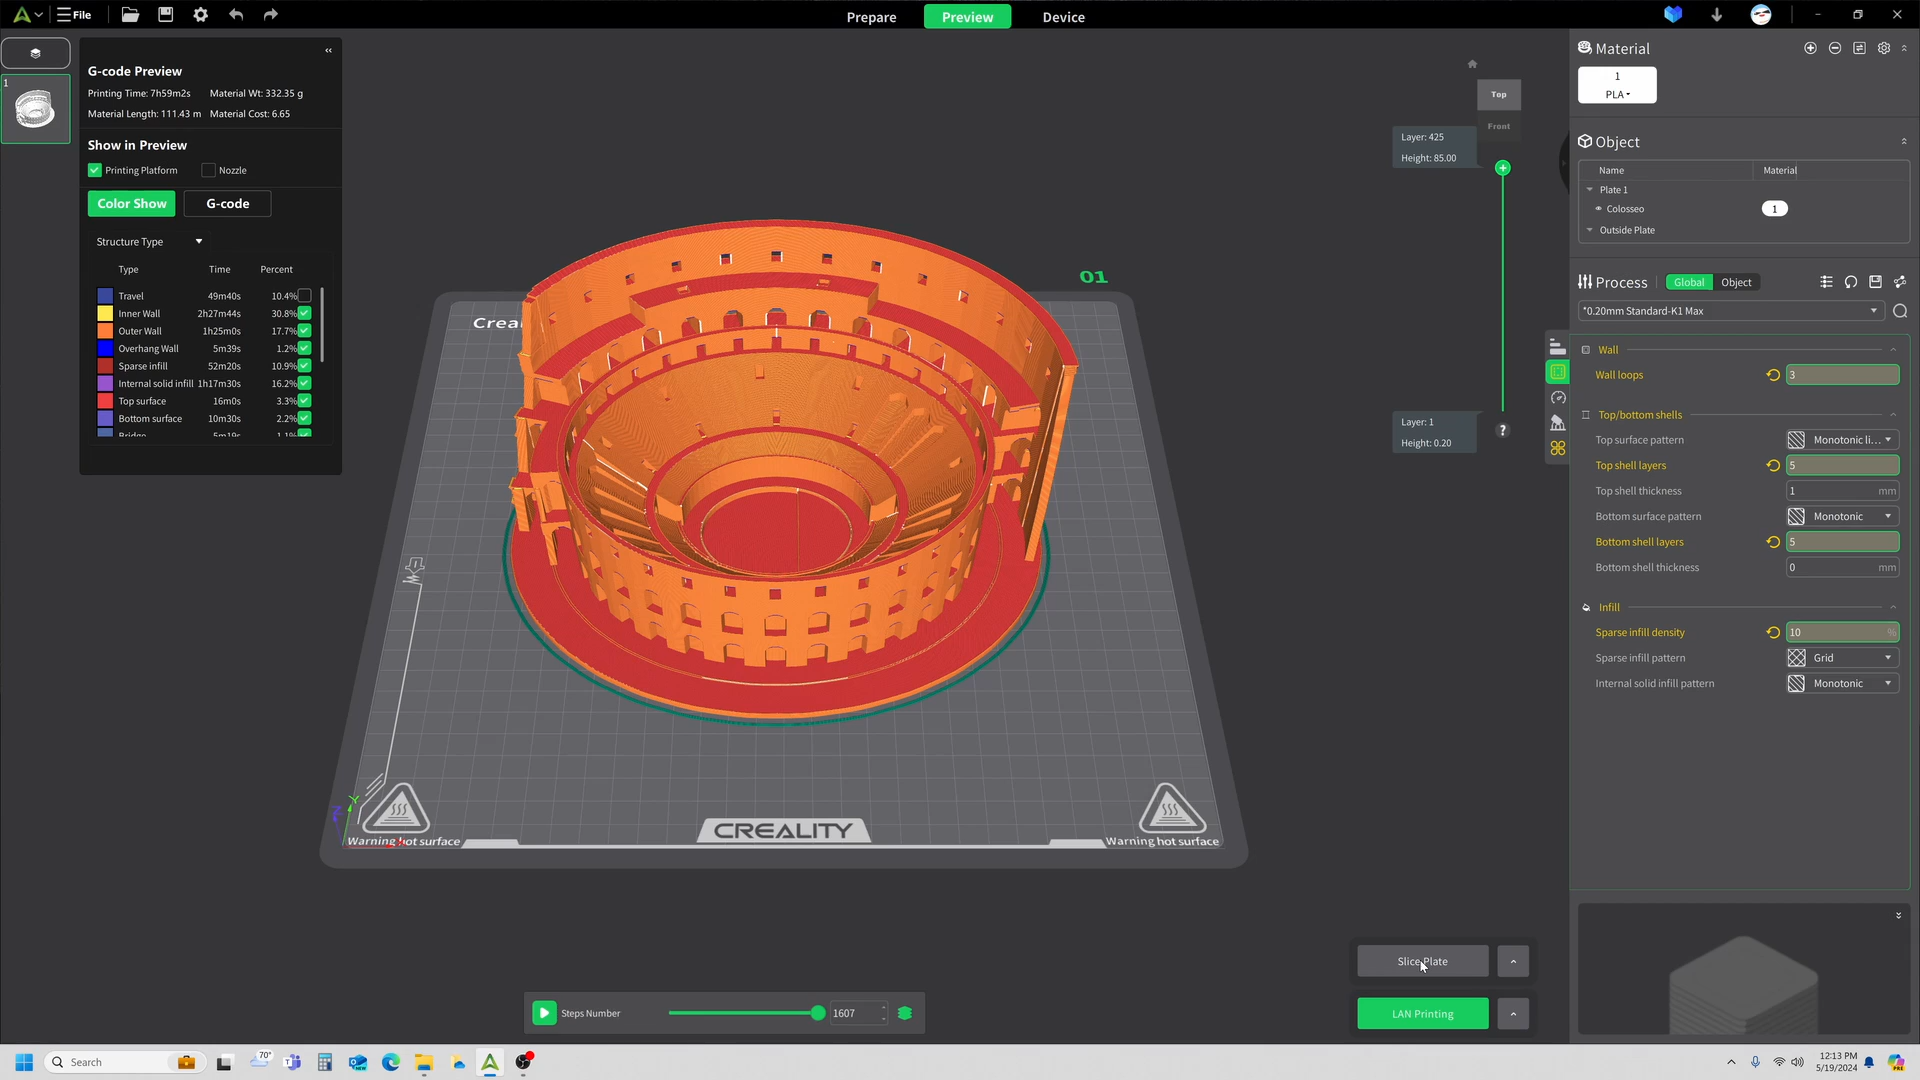 File
Prepare
Preview
Device
1
G-code Preview
Printing Time: 7h59m2s Material Wt: 332.35 g
Material Length: 111.43 m Material Cost: 6.65
Show in Preview
Printing Platform Nozzle
Color Show G-code
Structure Type
Type Time Percent
Travel 49m40s 10.4%
Inner Wall 2h27m44s 30.8%
Outer Wall 1h25m0s 17.7%
Overhang Wall 5m39s 1.2%
Sparse infill 52m20s 10.9%
Internal solid infill 1h17m30s 16.2%
Top surface 16m0s 3.3%
Bottom surface 10m30s 2.2%
Bridge 5m19s 1.1%
Top
Front
Layer: 425
Height: 85.00
01
Crea
Layer: 1
Height: 0.20
?
CREALITY
Warning hot surface
Warning hot surface
Y
Z
Slice Plate
LAN Printing
Steps Number 1607
Material
1
PLA
Object
Name Material
Plate 1
Colosseo 1
Outside Plate
Process Global Object
*0.20mm Standard-K1 Max
Wall
Wall loops 3
Top/bottom shells
Top surface pattern Monotonic li...
Top shell layers 5
Top shell thickness 1 mm
Bottom surface pattern Monotonic
Bottom shell layers 5
Bottom shell thickness 0 mm
Infill
Sparse infill density 10 %
Sparse infill pattern Grid
Internal solid infill pattern Monotonic
Search
70°
NEW
12:13 PM
5/19/2024
PRE